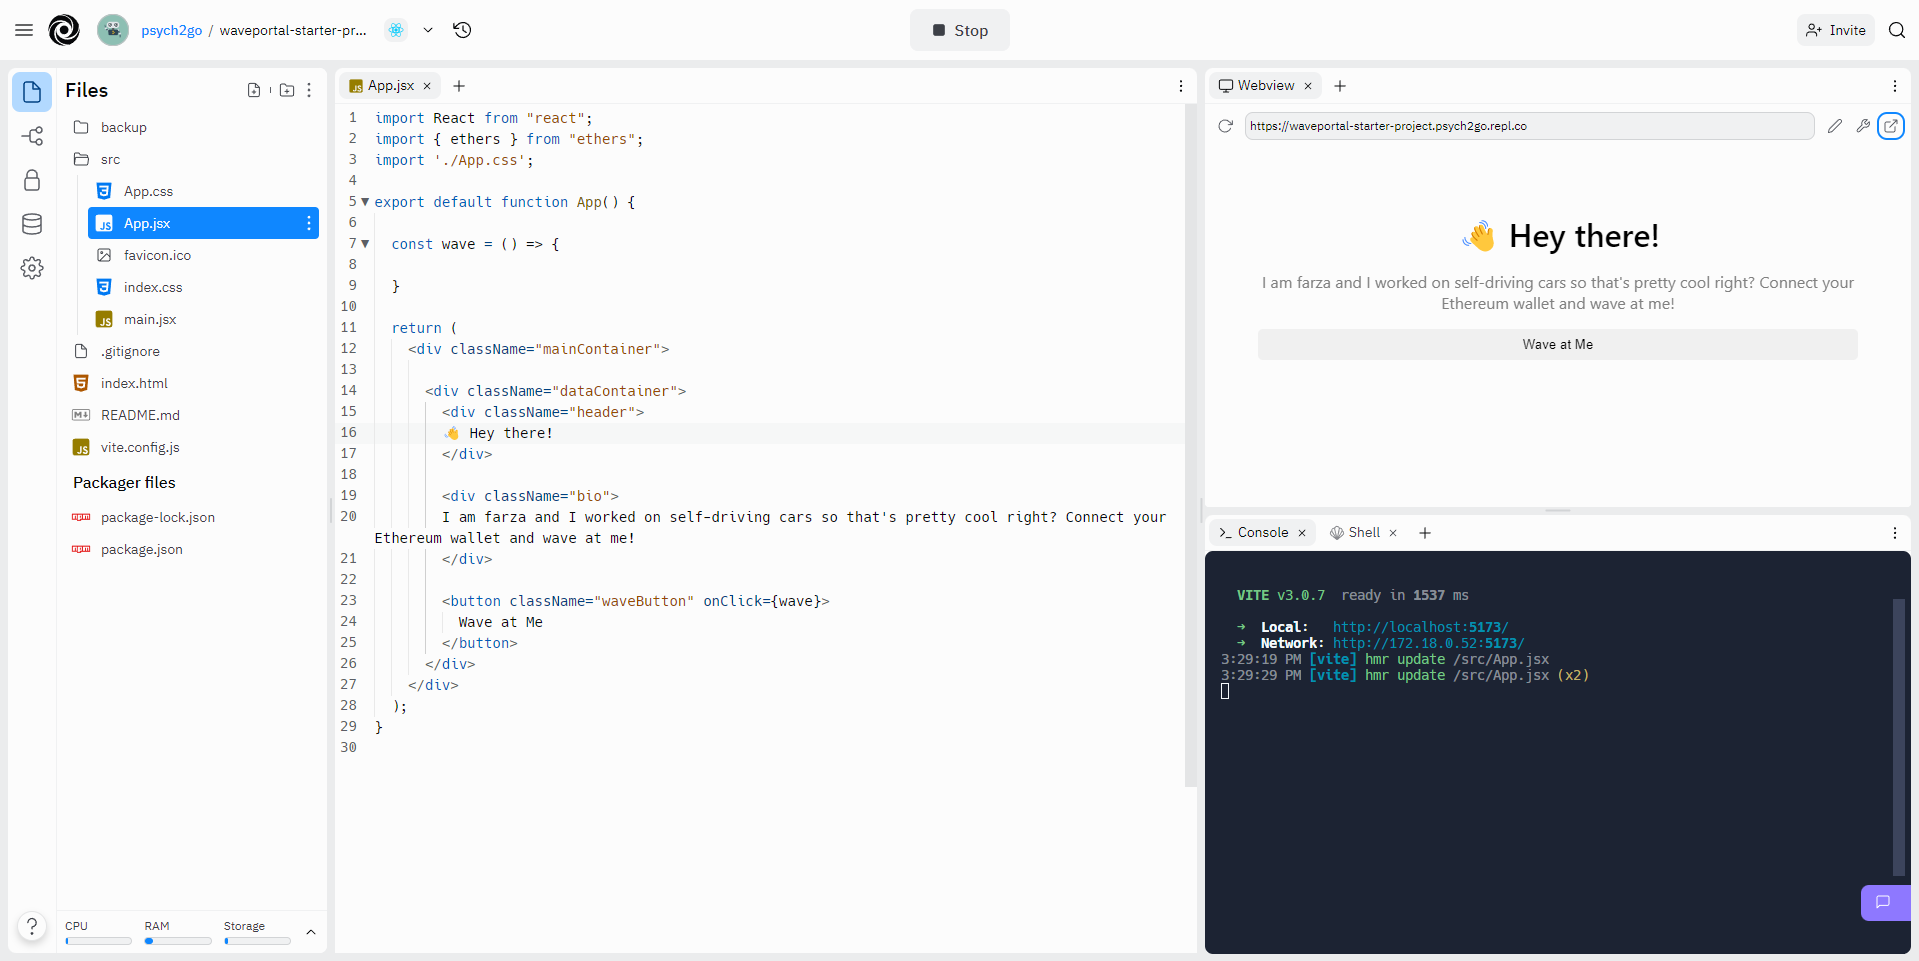 psych2go / waveportal-starter-pr...
Stop
Invite
Files
backup
src
App.css
App.jsx
favicon.ico
index.css
main.jsx
.gitignore
index.html
README.md
vite.config.js
Packager files
package-lock.json
package.json
CPU RAM Storage
App.jsx
1 import React from "react";
2 import { ethers } from "ethers";
3 import './App.css';
4
5 export default function App() {
6
7 const wave = () => {
8
9 }
10
11 return (
12 <div className="mainContainer">
13
14 <div className="dataContainer">
15 <div className="header">
16 👋 Hey there!
17 </div>
18
19 <div className="bio">
20 I am farza and I worked on self-driving cars so that's pretty cool right? Connect your
Ethereum wallet and wave at me!
21 </div>
22
23 <button className="waveButton" onClick={wave}>
24 Wave at Me
25 </button>
26 </div>
27 </div>
28 );
29 }
30
Webview
https://waveportal-starter-project.psych2go.repl.co
👋 Hey there!
I am farza and I worked on self-driving cars so that's pretty cool right? Connect your
Ethereum wallet and wave at me!
Wave at Me
Console Shell
VITE v3.0.7 ready in 1537 ms
➜ Local: http://localhost:5173/
➜ Network: http://172.18.0.52:5173/
3:29:19 PM [vite] hmr update /src/App.jsx
3:29:29 PM [vite] hmr update /src/App.jsx (x2)